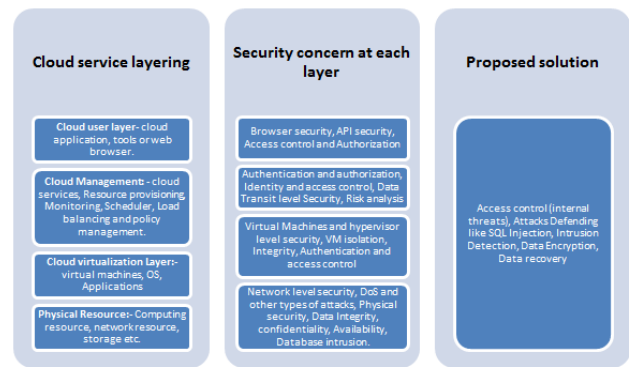 Cloud service layering
Cloud user layer- cloud
application, tools or web
browser.
Cloud Management:- cloud
services, Resource provisioning,
Monitoring, Scheduler, Load
balancing and policy
management.
Cloud virtualization Layer:-
virtual machines, OS,
Applications
Physical Resource:- Computing
resource, network resource,
storage etc.
Security concern at each
layer
Browser security, API security,
Access control and Authorization
Authentication and authorization,
Identity and access control, Data
Transit level Security, Risk analysis
Virtual Machines and hypervisor
level security, VM isolation,
Integrity, Authentication and
access control
Network level security, DoS and
other types of attacks, Physical
security, Data Integrity,
confidentiality, Availability,
Database intrusion.
Proposed solution
Access control (internal
threats), Attacks Defending
like SQL Injection, Intrusion
Detection, Data Encryption,
Data recovery